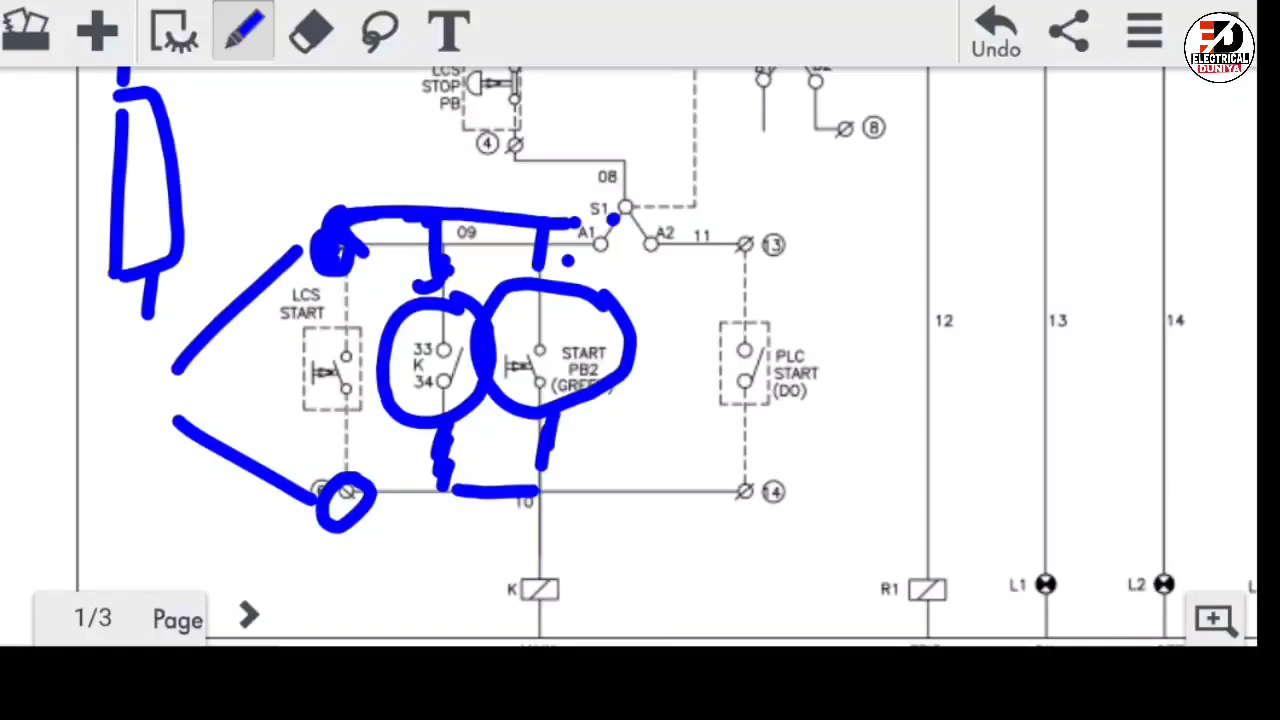 T
Undo
ELECTRICAL
DUNIYA
LCS
STOP
PB
4
8
08
S1
A1
A2
09
11
13
LCS
START
33
K
34
START
PB2
PLC
START
(DO)
12
13
14
14
10
K
R1
L1
L2
1/3 Page